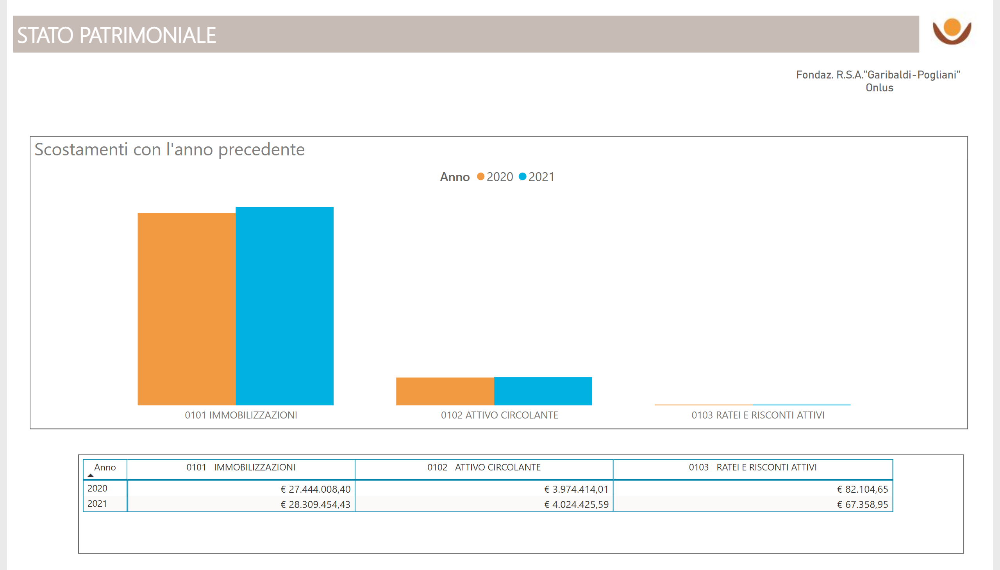 STATO PATRIMONIALE
Fondaz. R.S.A."Garibaldi-Pogliani"
Onlus
Scostamenti con l'anno precedente
Anno 2020 2021
0101 IMMOBILIZZAZIONI 0102 ATTIVO CIRCOLANTE 0103 RATEI E RISCONTI ATTIVI
Anno 0101 IMMOBILIZZAZIONI 0102 ATTIVO CIRCOLANTE 0103 RATEI E RISCONTI ATTIVI
2020 € 27.444.008,40 € 3.974.414,01 € 82.104,65
2021 € 28.309.454,43 € 4.024.425,59 € 67.358,95